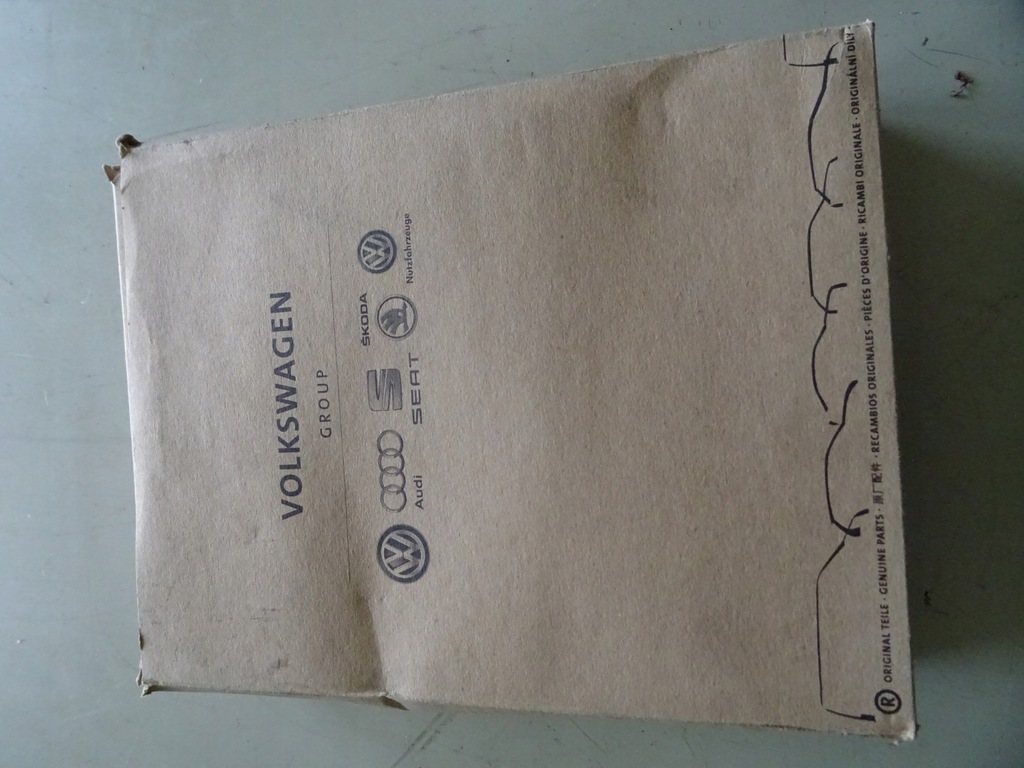 VOLKSWAGEN
GROUP
Audi
SEAT
ŠKODA
Nutzfahrzeuge
® ORIGINAL TEILE · GENUINE PARTS · 原厂配件 · RECAMBIOS ORIGINALES · PIÈCES D'ORIGINE · RICAMBI ORIGINALE · ORIGINÁLNÍ DÍLY